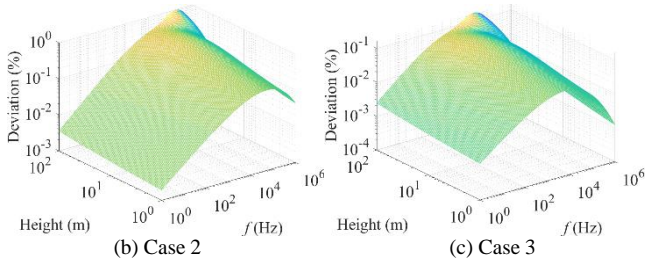 Deviation (%)
10^0
10^-1
10^-2
10^-3
10^2
10^1
10^0
Height (m)
10^0
10^2
10^4
10^6
f (Hz)
(b) Case 2
Deviation (%)
10^-1
10^-2
10^-3
10^-4
10^2
10^1
10^0
Height (m)
10^0
10^2
10^4
10^6
f (Hz)
(c) Case 3